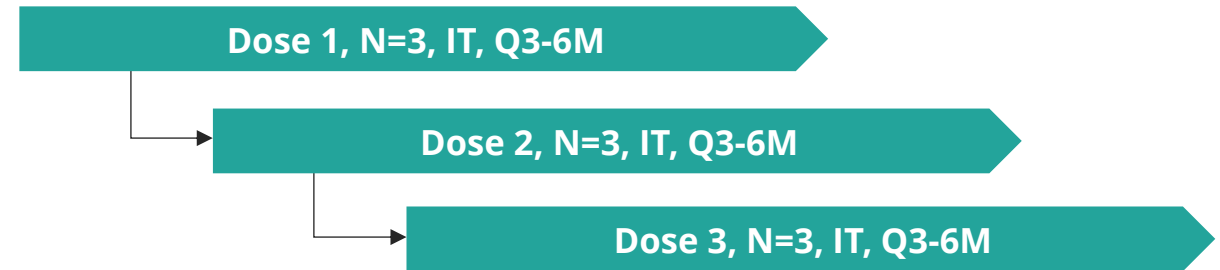 Dose 1, N=3, IT, Q3-6M
Dose 2, N=3, IT, Q3-6M
Dose 3, N=3, IT, Q3-6M